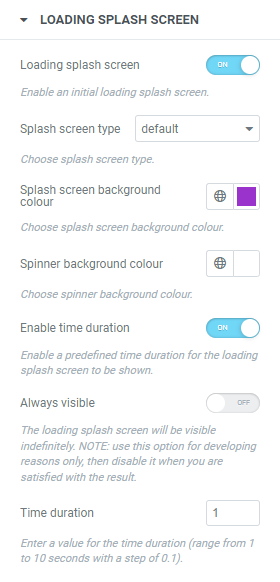 LOADING SPLASH SCREEN
Loading splash screen ON
Enable an initial loading splash screen.
Splash screen type default
Choose splash screen type.
Splash screen background
colour
Choose splash screen background colour.
Spinner background colour
Choose spinner background colour.
Enable time duration ON
Enable a predefined time duration for the loading
splash screen to be shown.
Always visible OFF
The loading splash screen will be visible
indefinitely. NOTE: use this option for developing
reasons only, then disable it when you are
satisfied with the result.
Time duration 1
Enter a value for the time duration (range from 1
to 10 seconds with a step of 0.1).